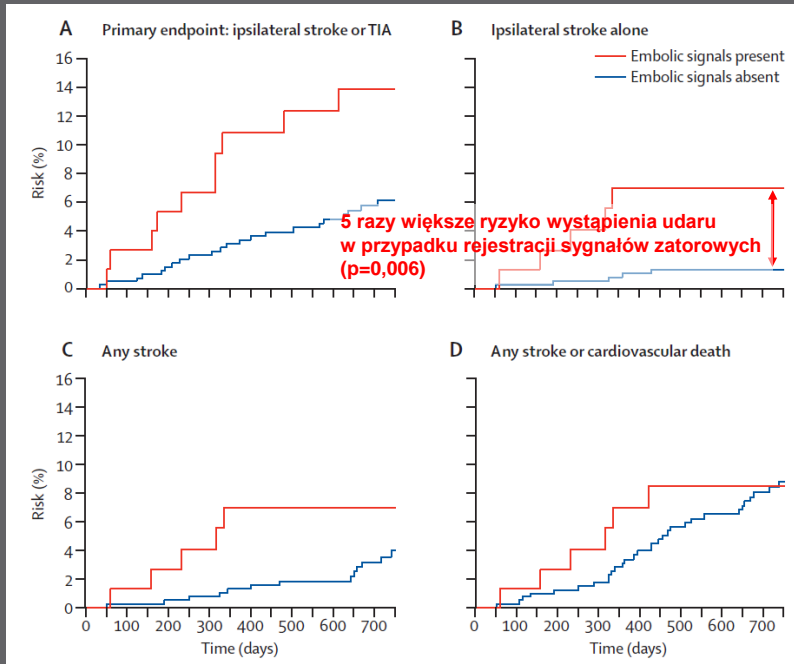 A Primary endpoint: ipsilateral stroke or TIA
B Ipsilateral stroke alone
Embolic signals present
Embolic signals absent
16
14
12
10
8
6
4
2
0
Risk (%)
5 razy większe ryzyko wystąpienia udaru
w przypadku rejestracji sygnałów zatorowych
(p=0,006)
C Any stroke
D Any stroke or cardiovascular death
16
14
12
10
8
6
4
2
0
Risk (%)
0 100 200 300 400 500 600 700
Time (days)
0 100 200 300 400 500 600 700
Time (days)